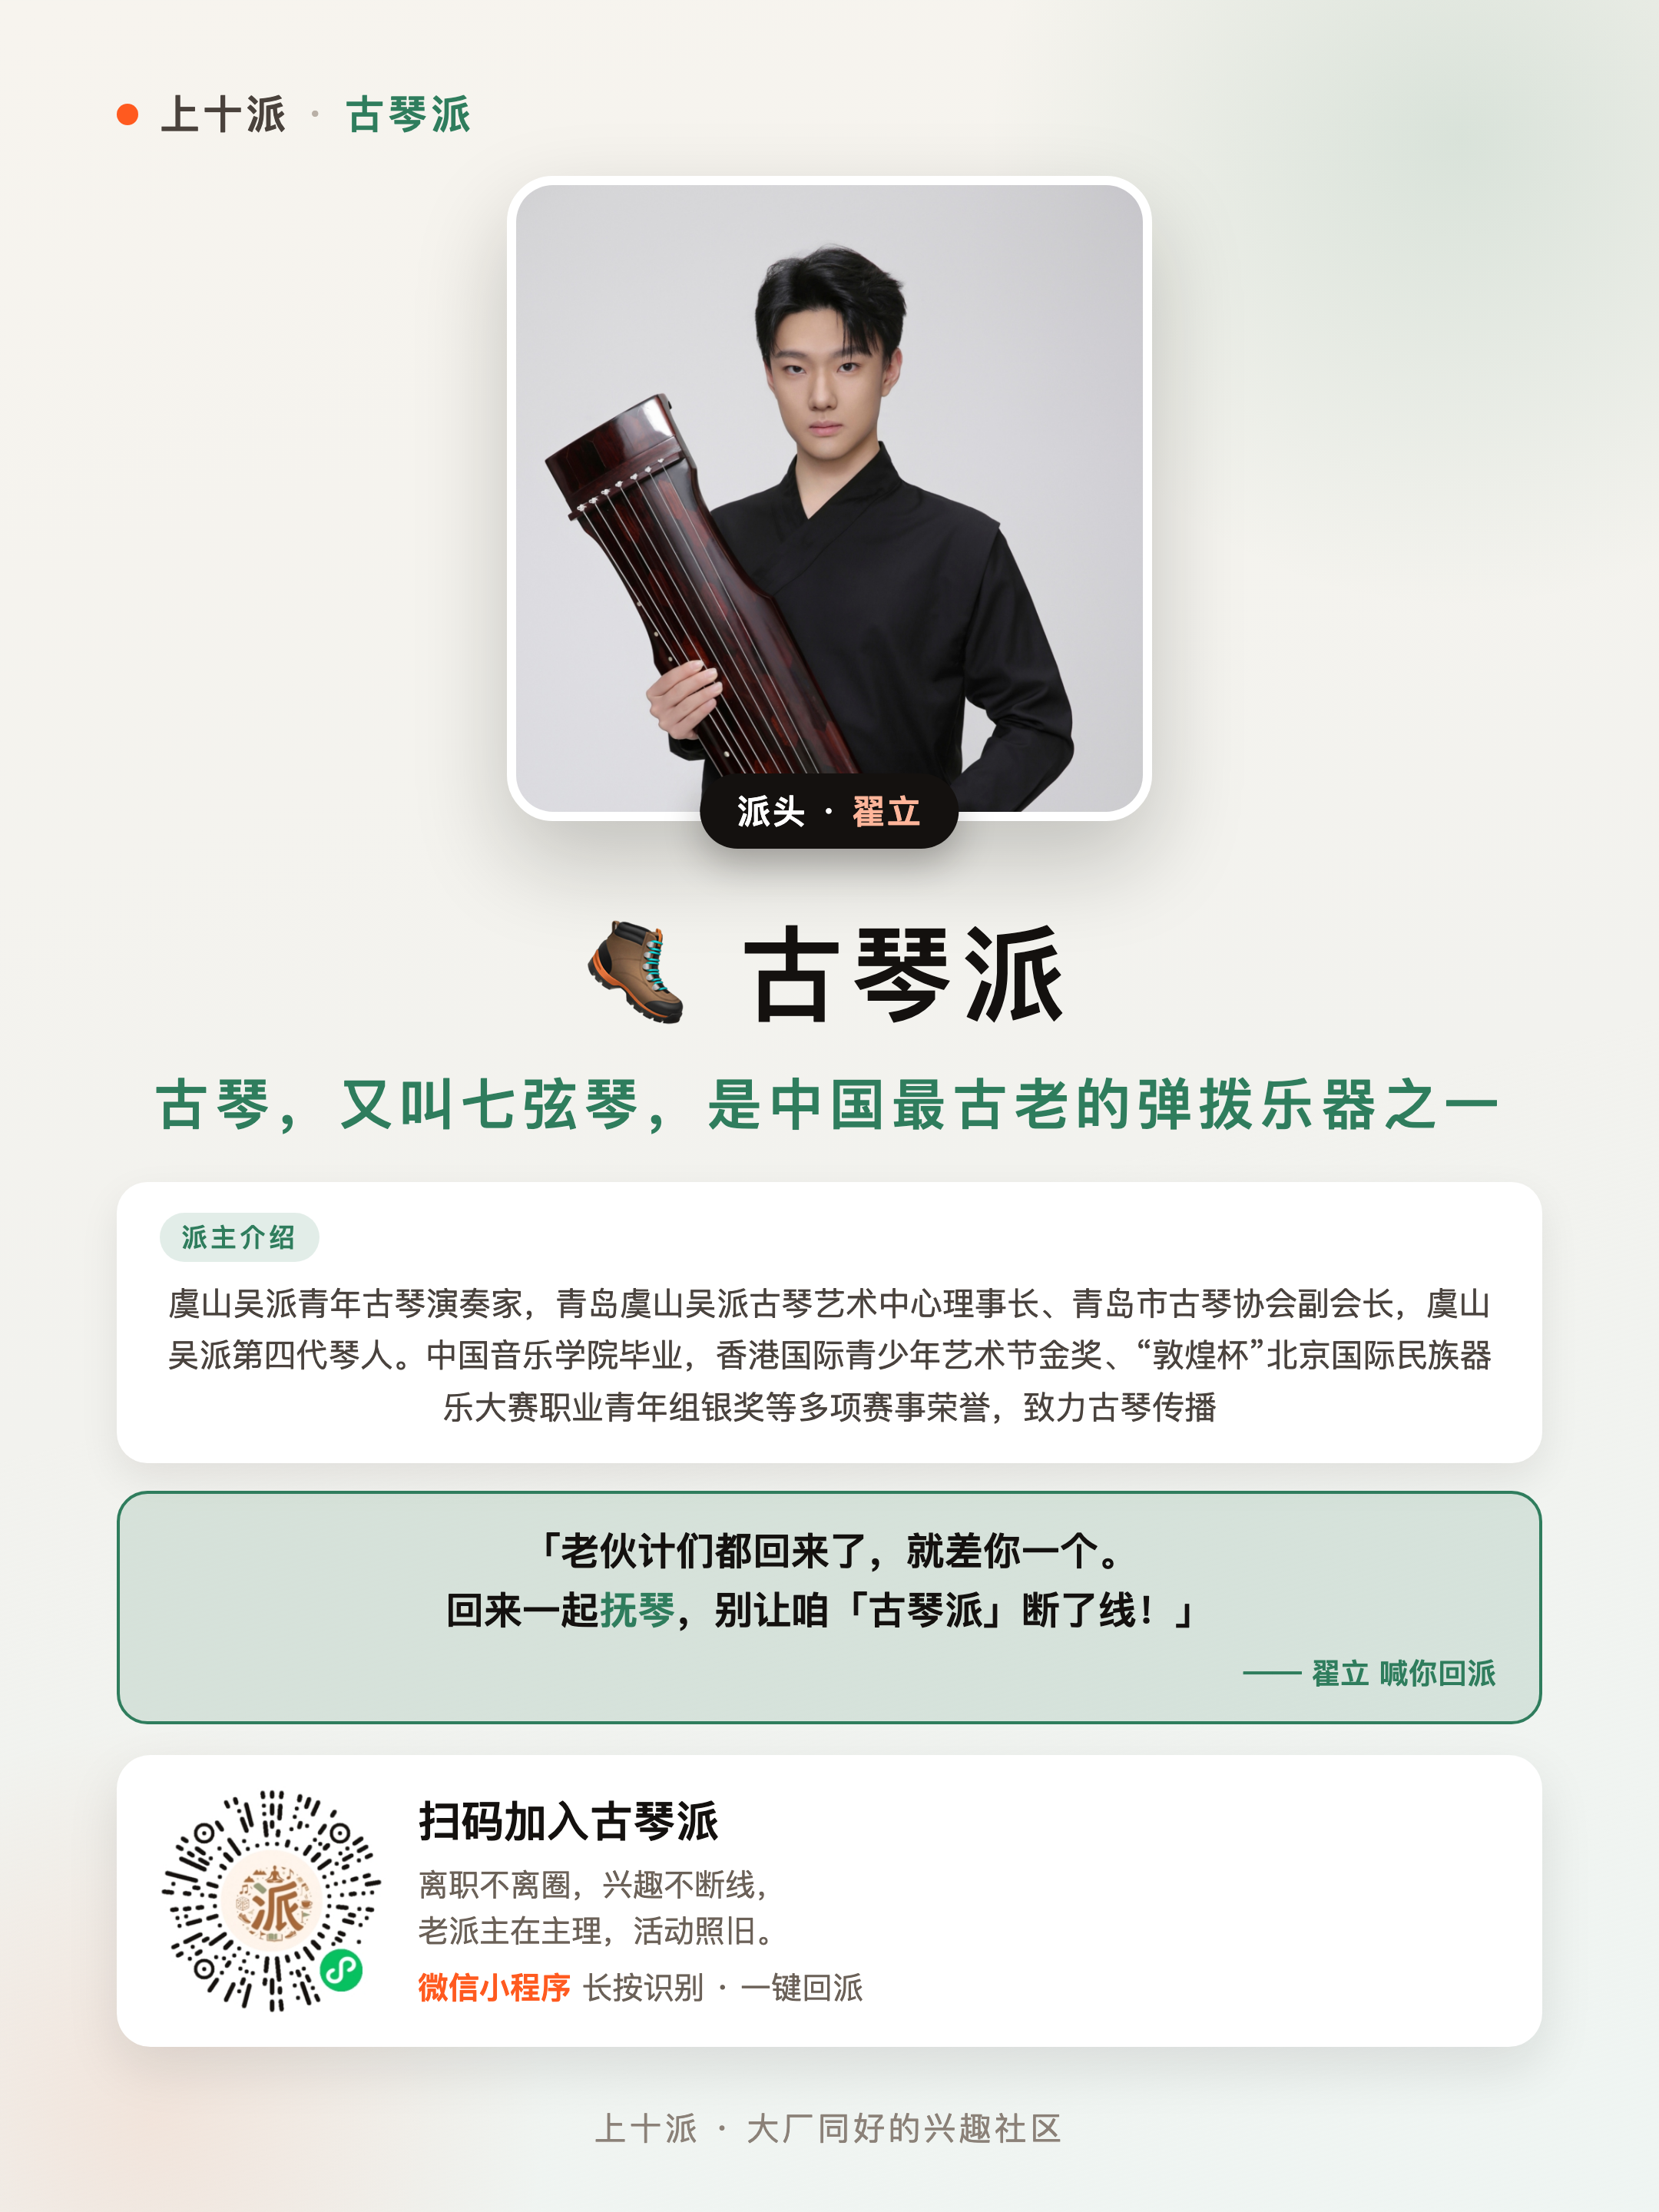 上十派 · 古琴派
派头 · 翟立
古琴派
古琴，又叫七弦琴，是中国最古老的弹拨乐器之一
派主介绍
虞山吴派青年古琴演奏家，青岛虞山吴派古琴艺术中心理事长、青岛市古琴协会副会长，虞山
吴派第四代琴人。中国音乐学院毕业，香港国际青少年艺术节金奖、“敦煌杯”北京国际民族器
乐大赛职业青年组银奖等多项赛事荣誉，致力古琴传播
「老伙计们都回来了，就差你一个。
回来一起抚琴，别让咱「古琴派」断了线！」
—— 翟立 喊你回派
派
扫码加入古琴派
离职不离圈，兴趣不断线，
老派主在主理，活动照旧。
微信小程序 长按识别 · 一键回派
上十派 · 大厂同好的兴趣社区